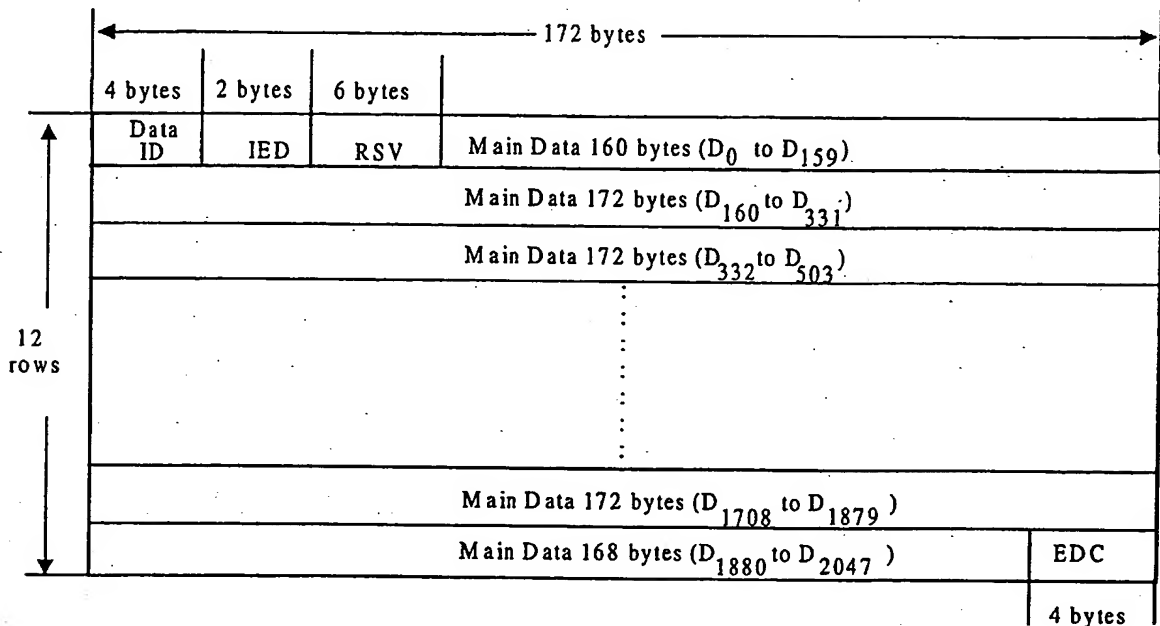 172 bytes
4 bytes 2 bytes 6 bytes
Data ID IED RSV Main Data 160 bytes (D0 to D159)
Main Data 172 bytes (D160 to D331)
Main Data 172 bytes (D332 to D503)
12 rows
Main Data 172 bytes (D1708 to D1879)
Main Data 168 bytes (D1880 to D2047) EDC
4 bytes